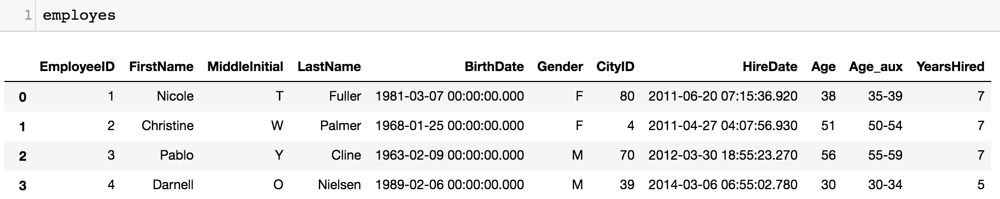 1 employes
EmployeeID FirstName MiddleInitial LastName BirthDate Gender CityID HireDate Age Age_aux YearsHired
0 1 Nicole T Fuller 1981-03-07 00:00:00.000 F 80 2011-06-20 07:15:36.920 38 35-39 7
1 2 Christine W Palmer 1968-01-25 00:00:00.000 F 4 2011-04-27 04:07:56.930 51 50-54 7
2 3 Pablo Y Cline 1963-02-09 00:00:00.000 M 70 2012-03-30 18:55:23.270 56 55-59 7
3 4 Darnell O Nielsen 1989-02-06 00:00:00.000 M 39 2014-03-06 06:55:02.780 30 30-34 5